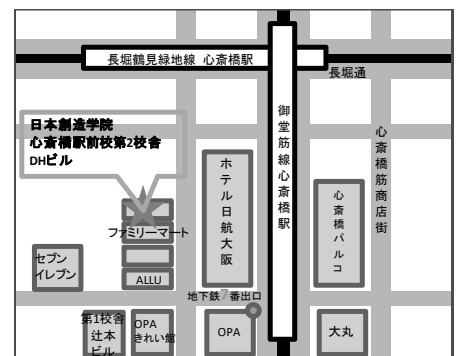 長堀鶴見緑地線 心斎橋駅
長堀通
日本創造学院
心斎橋駅前校第2校舎
DHビル
御堂筋線心斎橋駅
心斎橋筋商店街
ホテル日航大阪
心斎橋パルコ
ファミリーマート
セブン
イレブン
ALLU
地下鉄7番出口
第1校舎
辻本
ビル
OPA
きれい館
OPA
大丸